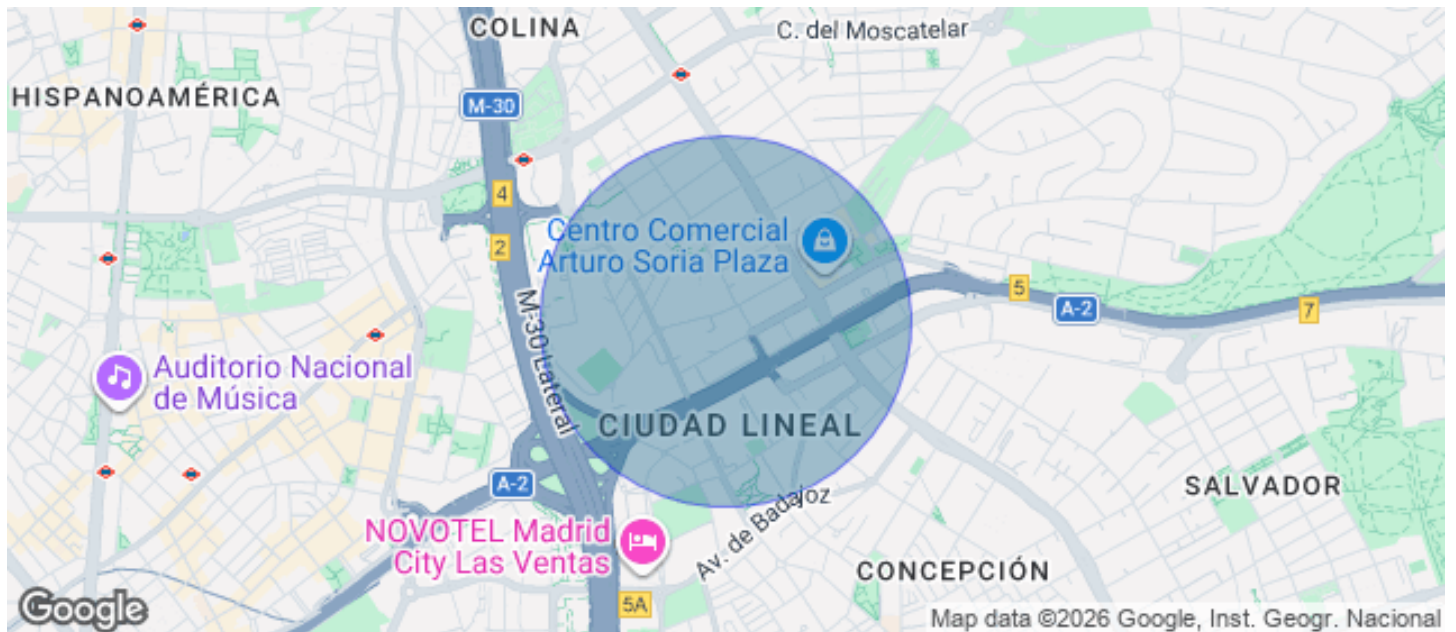 COLINA
C. del Moscatelar
HISPANOAMÉRICA
M-30
4
2
Centro Comercial
Arturo Soria Plaza
5
A-2
7
M-30 Lateral
Auditorio Nacional
de Música
CIUDAD LINEAL
A-2
SALVADOR
Av. de Badajoz
NOVOTEL Madrid
City Las Ventas
CONCEPCIÓN
5A
Google
Map data ©2026 Google, Inst. Geogr. Nacional